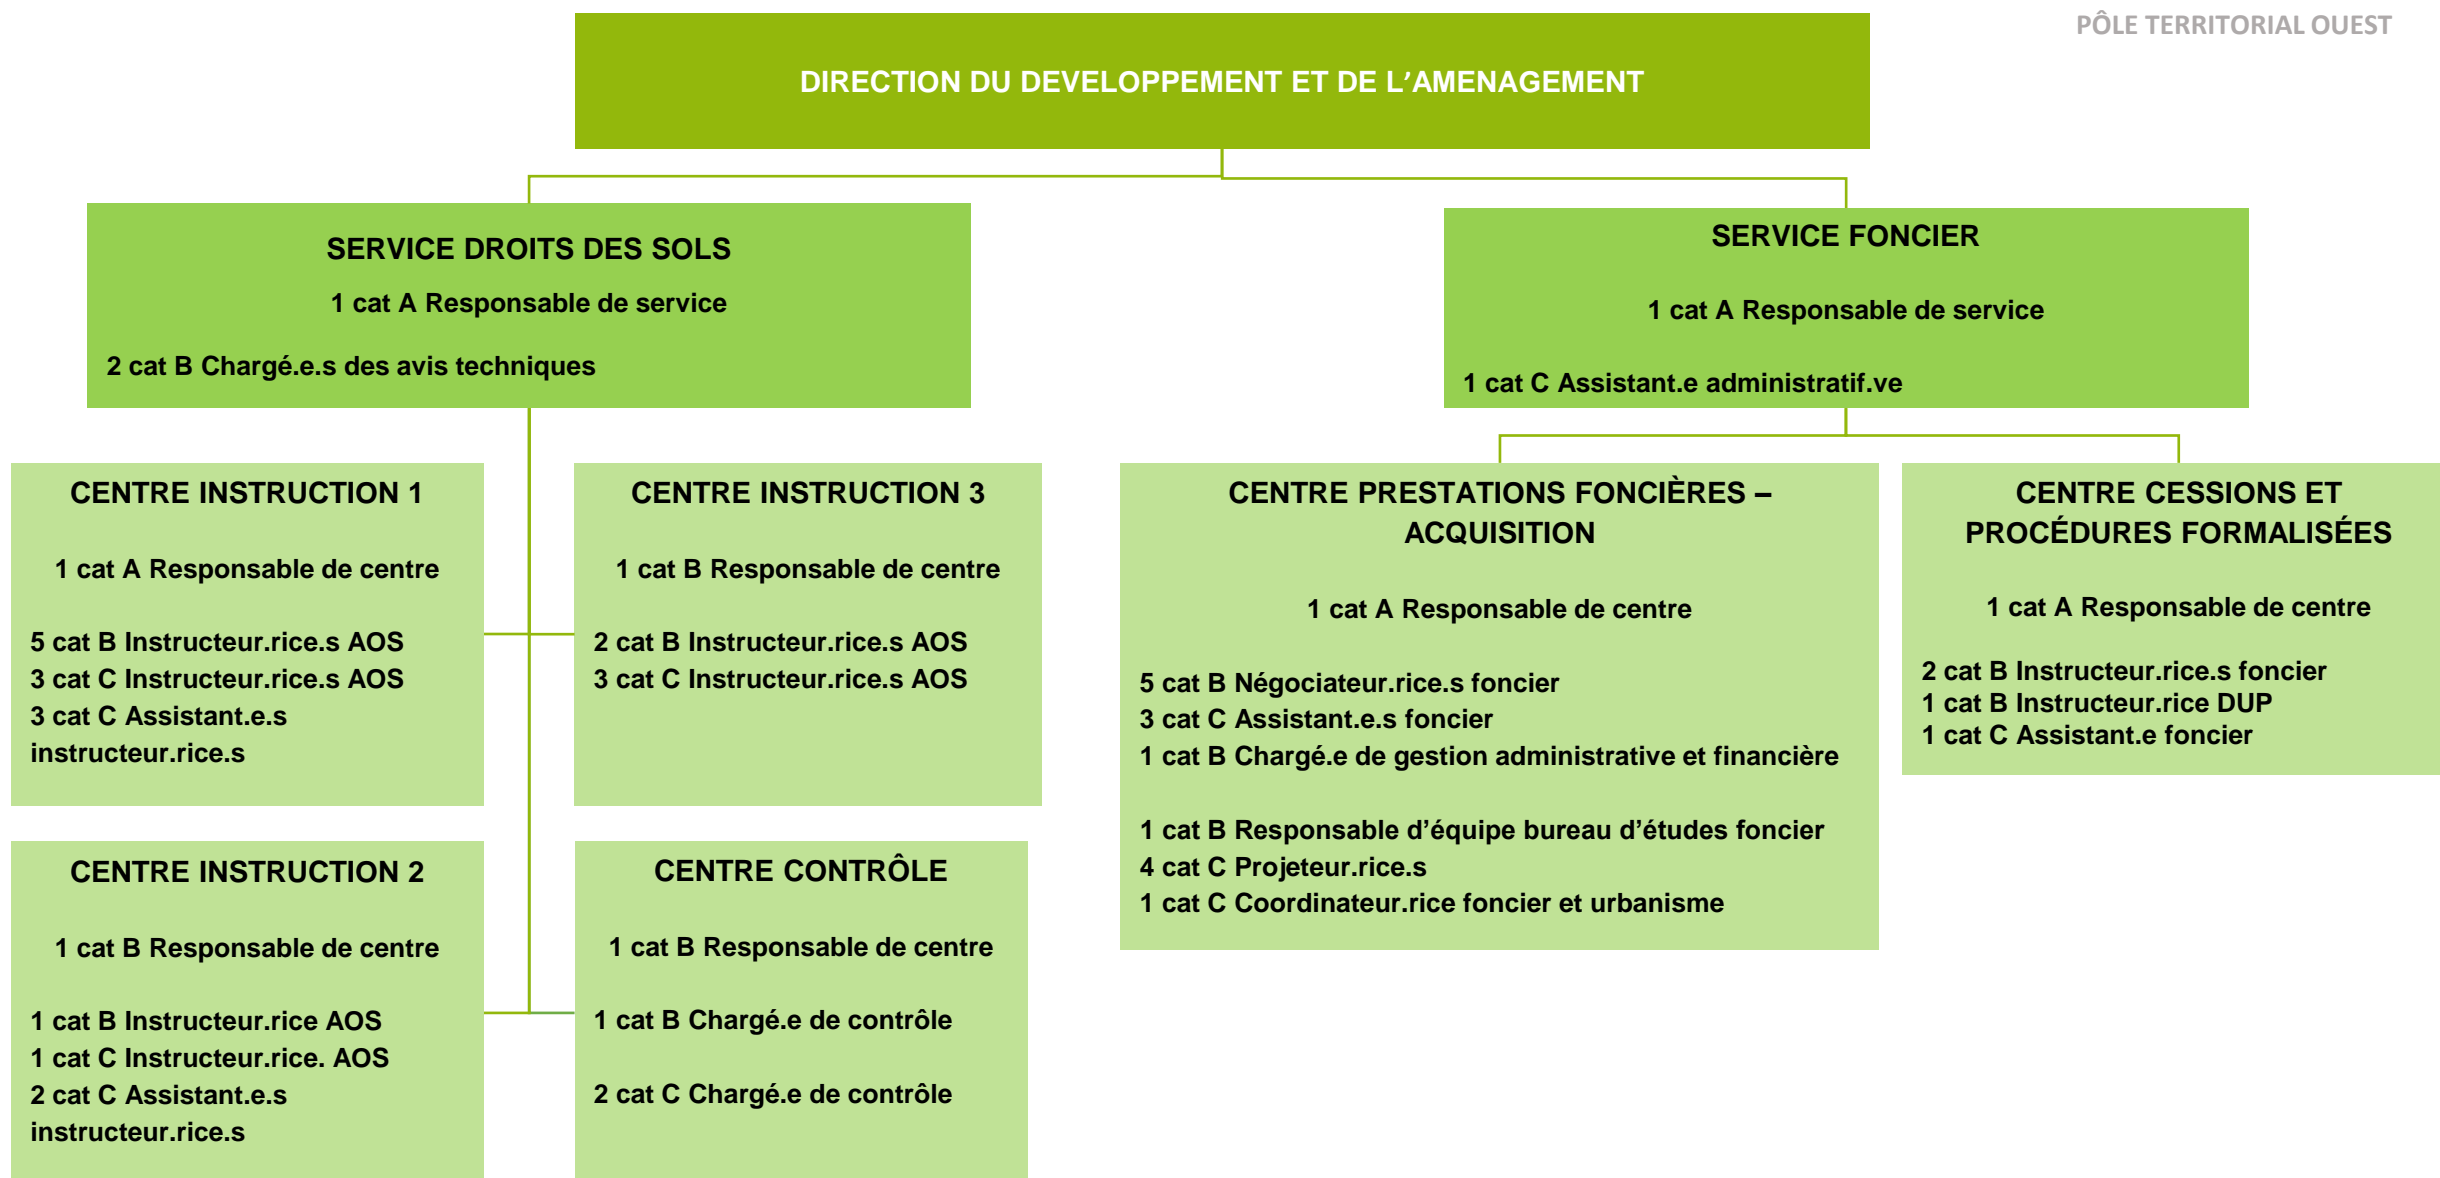 PÔLE TERRITORIAL OUEST
DIRECTION DU DEVELOPPEMENT ET DE L’AMENAGEMENT
SERVICE DROITS DES SOLS
1 cat A Responsable de service
2 cat B Chargé.e.s des avis techniques
SERVICE FONCIER
1 cat A Responsable de service
1 cat C Assistant.e administratif.ve
CENTRE INSTRUCTION 1
1 cat A Responsable de centre
5 cat B Instructeur.rice.s AOS
3 cat C Instructeur.rice.s AOS
3 cat C Assistant.e.s
instructeur.rice.s
CENTRE INSTRUCTION 3
1 cat B Responsable de centre
2 cat B Instructeur.rice.s AOS
3 cat C Instructeur.rice.s AOS
CENTRE PRESTATIONS FONCIÈRES –
ACQUISITION
1 cat A Responsable de centre
5 cat B Négociateur.rice.s foncier
3 cat C Assistant.e.s foncier
1 cat B Chargé.e de gestion administrative et financière
1 cat B Responsable d’équipe bureau d’études foncier
4 cat C Projeteur.rice.s
1 cat C Coordinateur.rice foncier et urbanisme
CENTRE CESSIONS ET
PROCÉDURES FORMALISÉES
1 cat A Responsable de centre
2 cat B Instructeur.rice.s foncier
1 cat B Instructeur.rice DUP
1 cat C Assistant.e foncier
CENTRE INSTRUCTION 2
1 cat B Responsable de centre
1 cat B Instructeur.rice AOS
1 cat C Instructeur.rice. AOS
2 cat C Assistant.e.s
instructeur.rice.s
CENTRE CONTRÔLE
1 cat B Responsable de centre
1 cat B Chargé.e de contrôle
2 cat C Chargé.e de contrôle